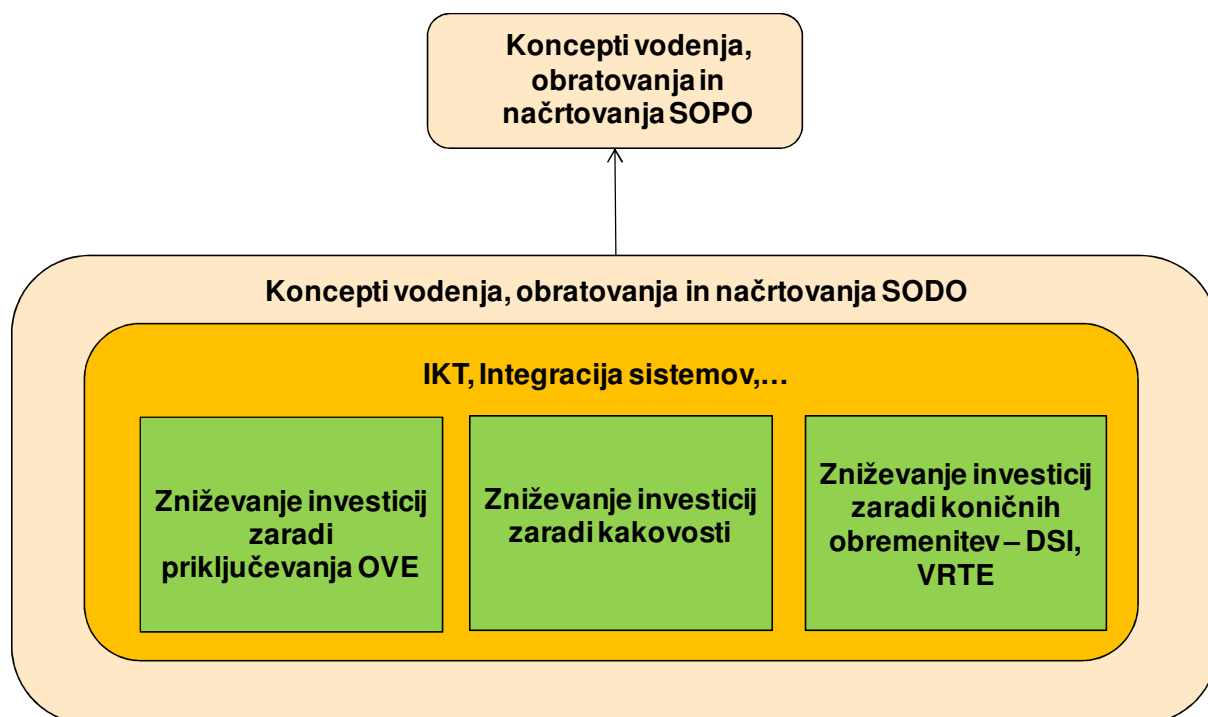 Koncepti vodenja,
obratovanja in
načrtovanja SOPO
Koncepti vodenja, obratovanja in načrtovanja SODO
IKT, Integracija sistemov,...
Zniževanje investicij
zaradi
priključevanja OVE
Zniževanje investicij
zaradi kakovosti
Zniževanje investicij
zaradi koničnih
obremenitev – DSI,
VRTE